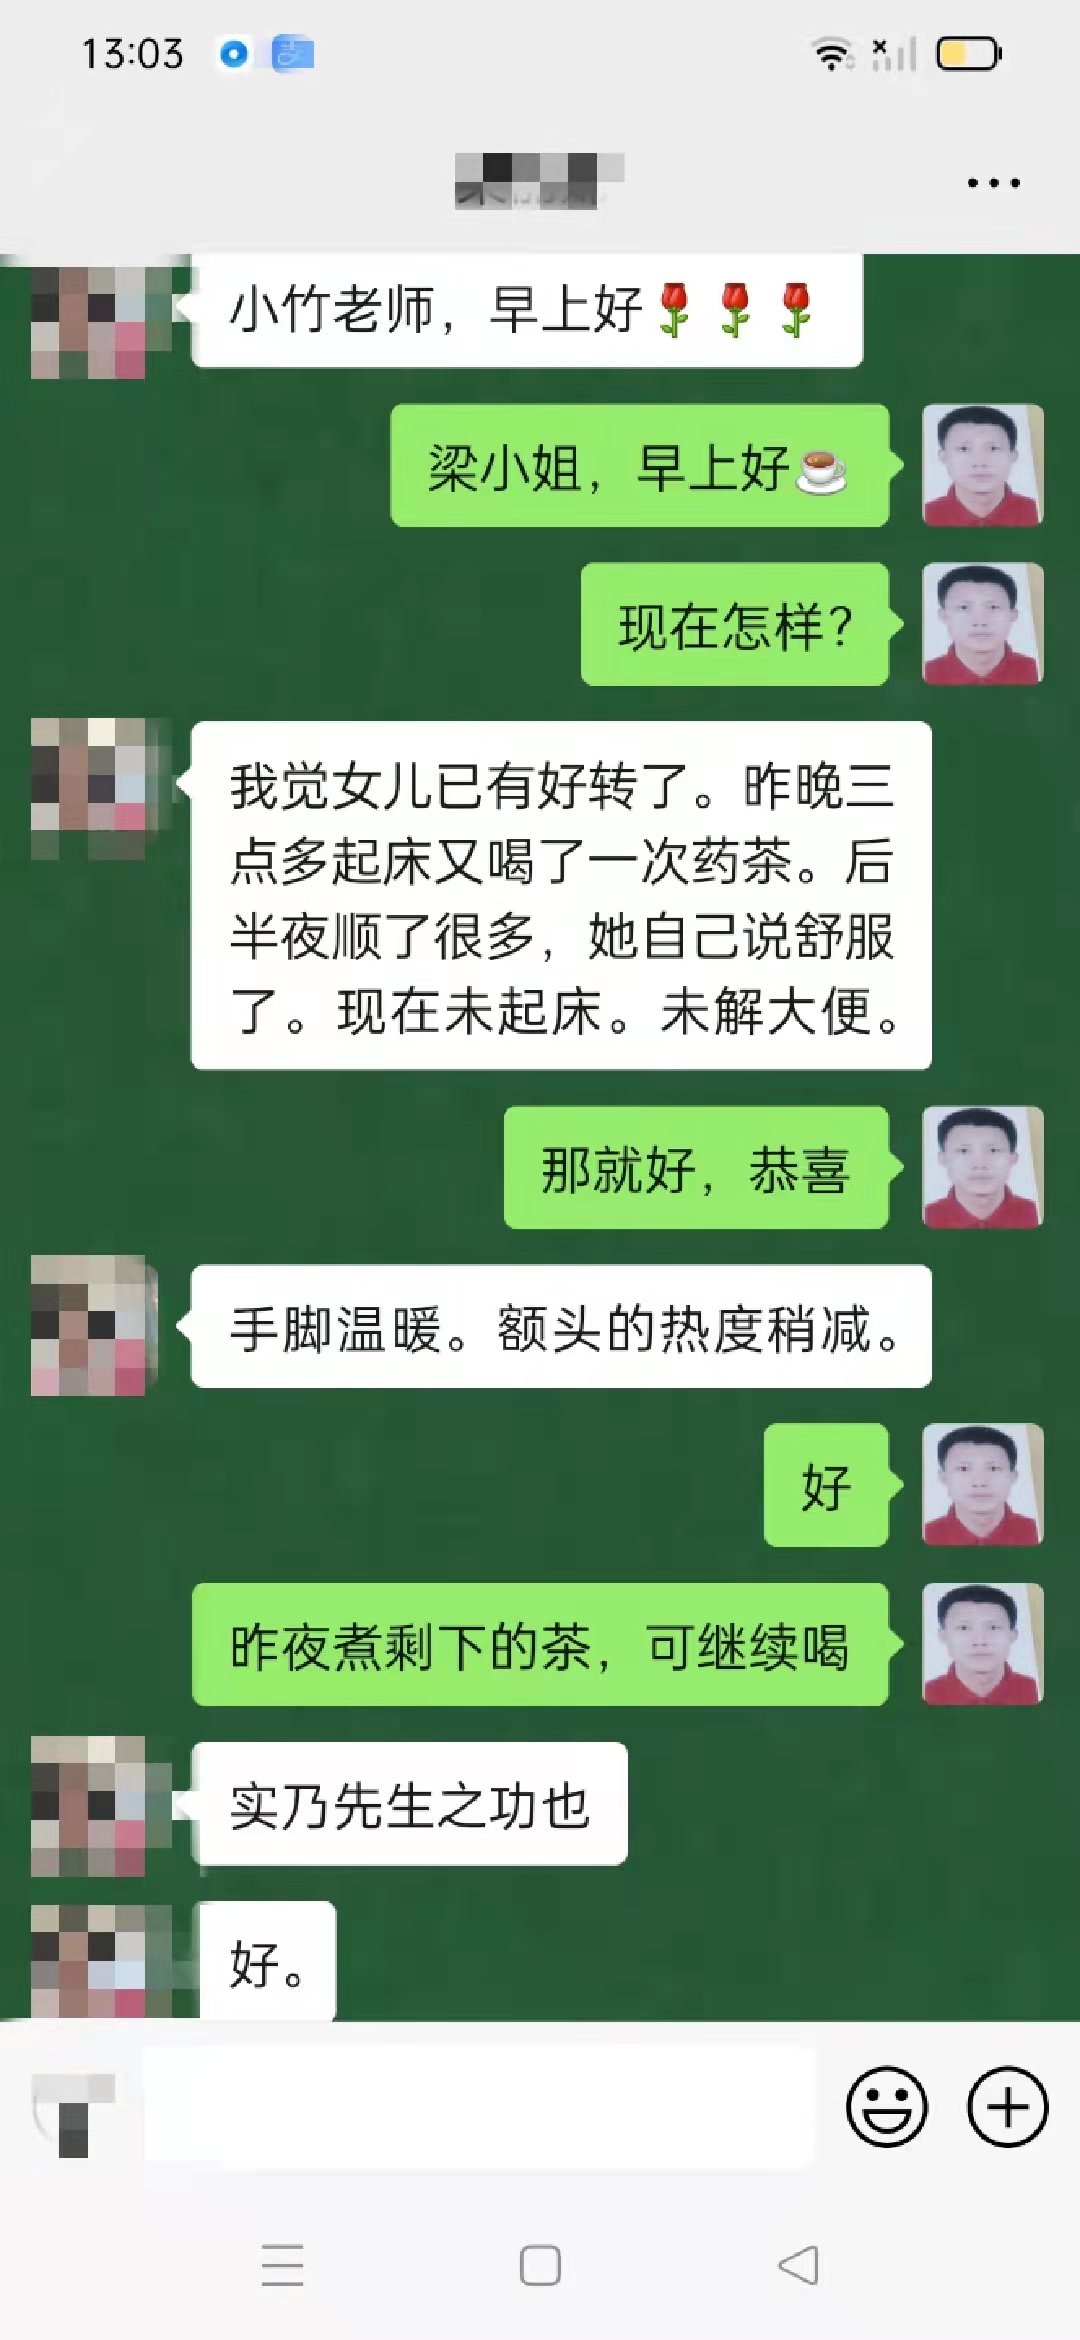 13:03
小竹老师，早上好🌹🌹🌹
梁小姐，早上好☕
现在怎样？
我觉女儿已有好转了。昨晚三
点多起床又喝了一次药茶。后
半夜顺了很多，她自己说舒服
了。现在未起床。未解大便。
那就好，恭喜
手脚温暖。额头的热度稍减。
好
昨夜煮剩下的茶，可继续喝
实乃先生之功也
好。